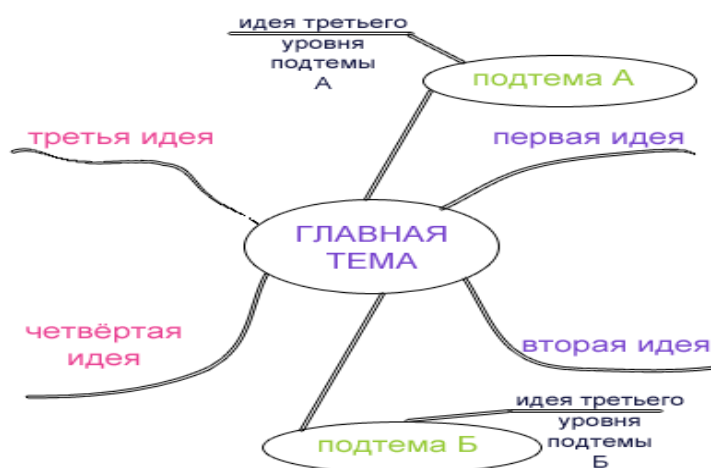 идея третьего
уровня
подтемы
А
подтема А
третья идея
первая идея
ГЛАВНАЯ
ТЕМА
четвёртая
идея
вторая идея
идея третьего
уровня
подтемы
Б
подтема Б